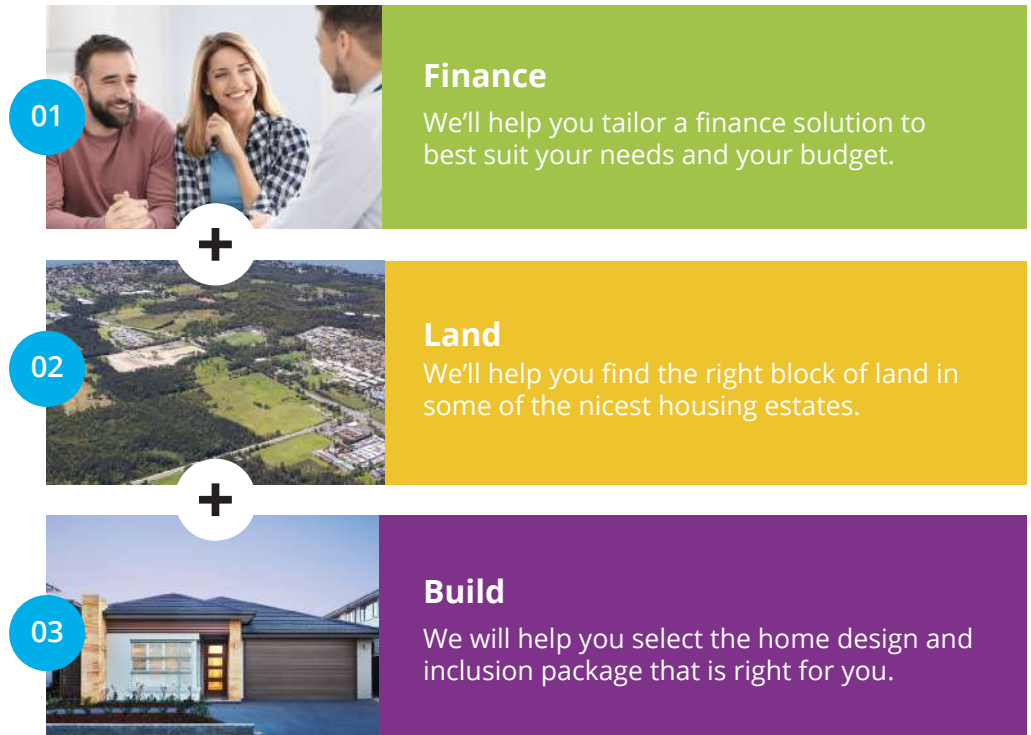 01
Finance
We’ll help you tailor a finance solution to
best suit your needs and your budget.
+
02
Land
We’ll help you find the right block of land in
some of the nicest housing estates.
+
03
Build
We will help you select the home design and
inclusion package that is right for you.